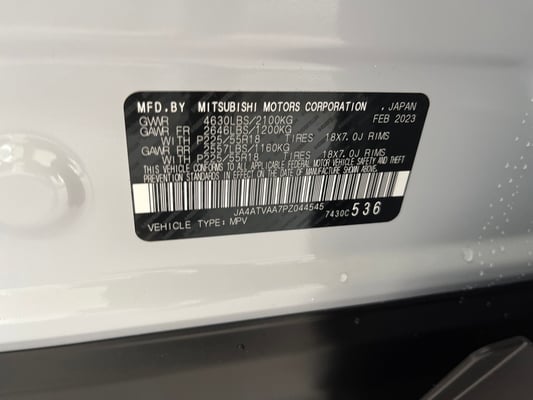 MFD.BY MITSUBISHI MOTORS CORPORATION .JAPAN
GVWR 4630LBS/2100KG FEB 2023
GAWR FR 2646LBS/1200KG
WITH P225/55R18 TIRES 18X7.0J RIMS
GAWRR RR 2557LBS/1160KG
WITH P225/55R18 TIRES 18X7.0J RIMS
THIS VEHICLE CONFORMS TO ALL APPLICABLE FEDERAL MOTOR VEHICLE SAFETY AND THEFT
PREVENTION STANDARDS IN EFFECT ON THE DATE OF MANUFACTURE SHOWN ABOVE.
JA4ATVAA7PZ044545
VEHICLE TYPE: MPV 7430C 536